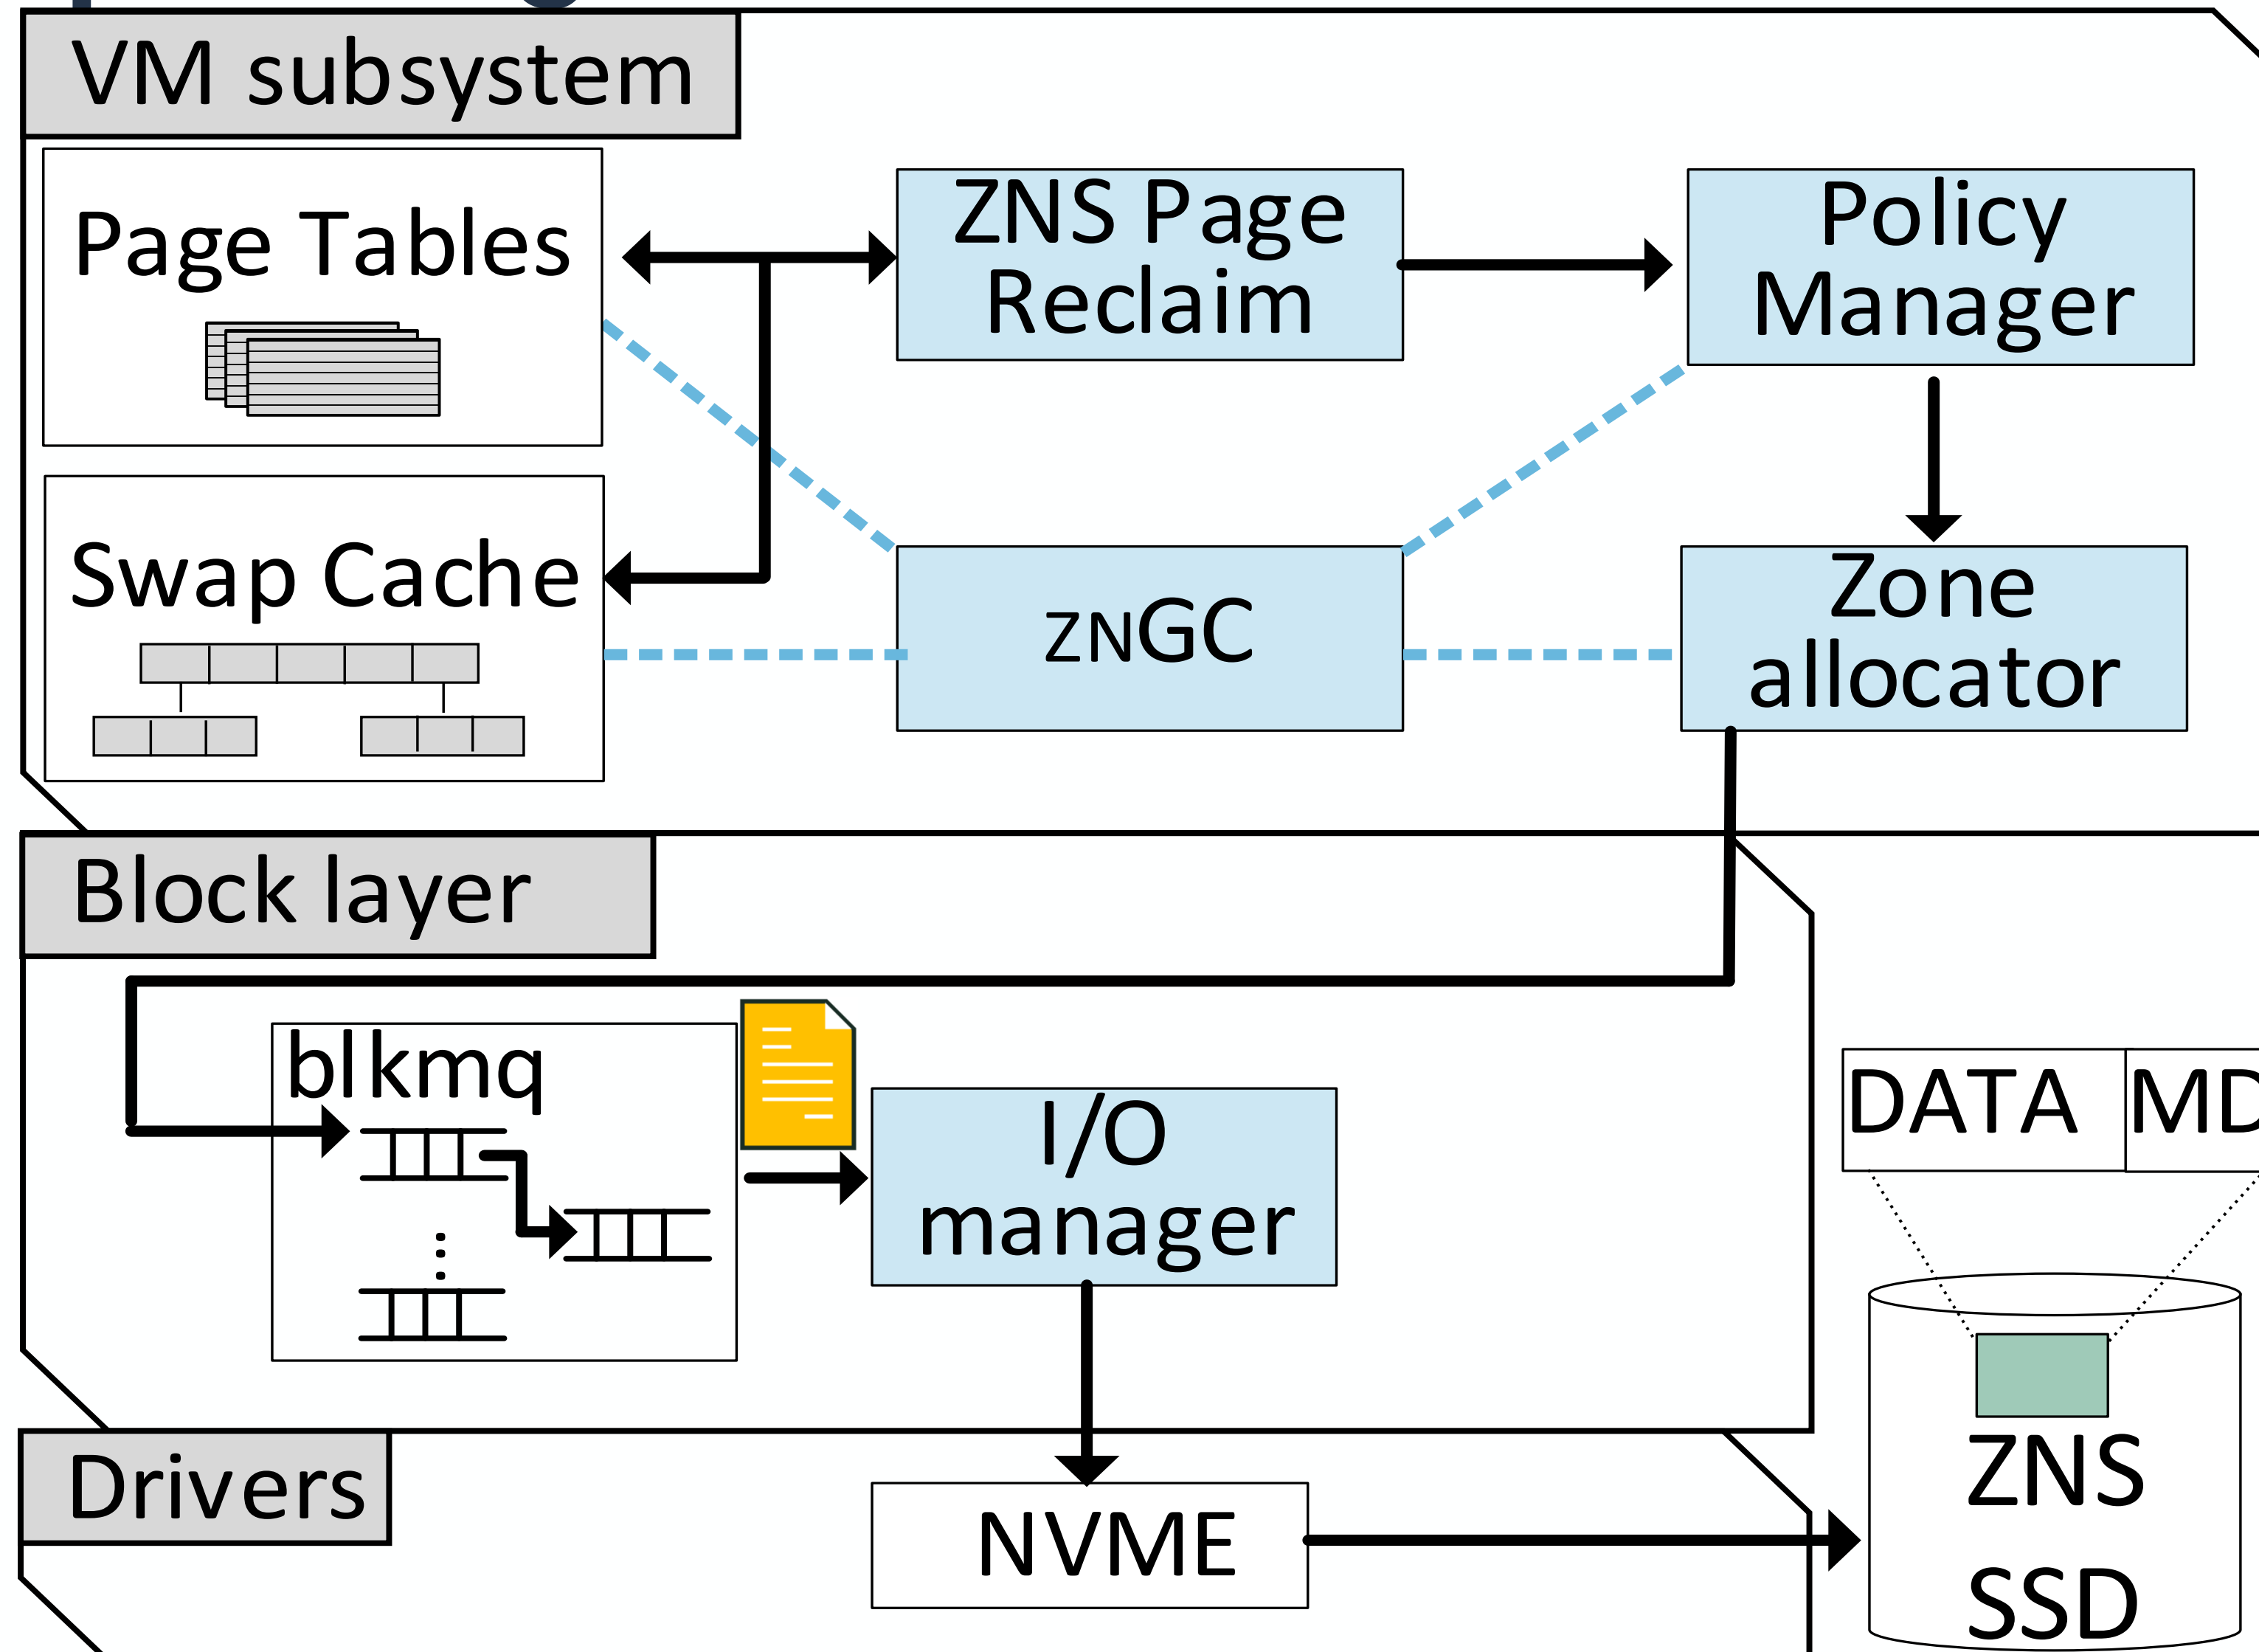 VM subsystem
Page Tables
ZNS Page
Reclaim
Policy
Manager
Swap Cache
ZNGC
Zone
allocator
Block layer
blkmq
I/O
manager
DATA
MD
Drivers
NVME
ZNS
SSD